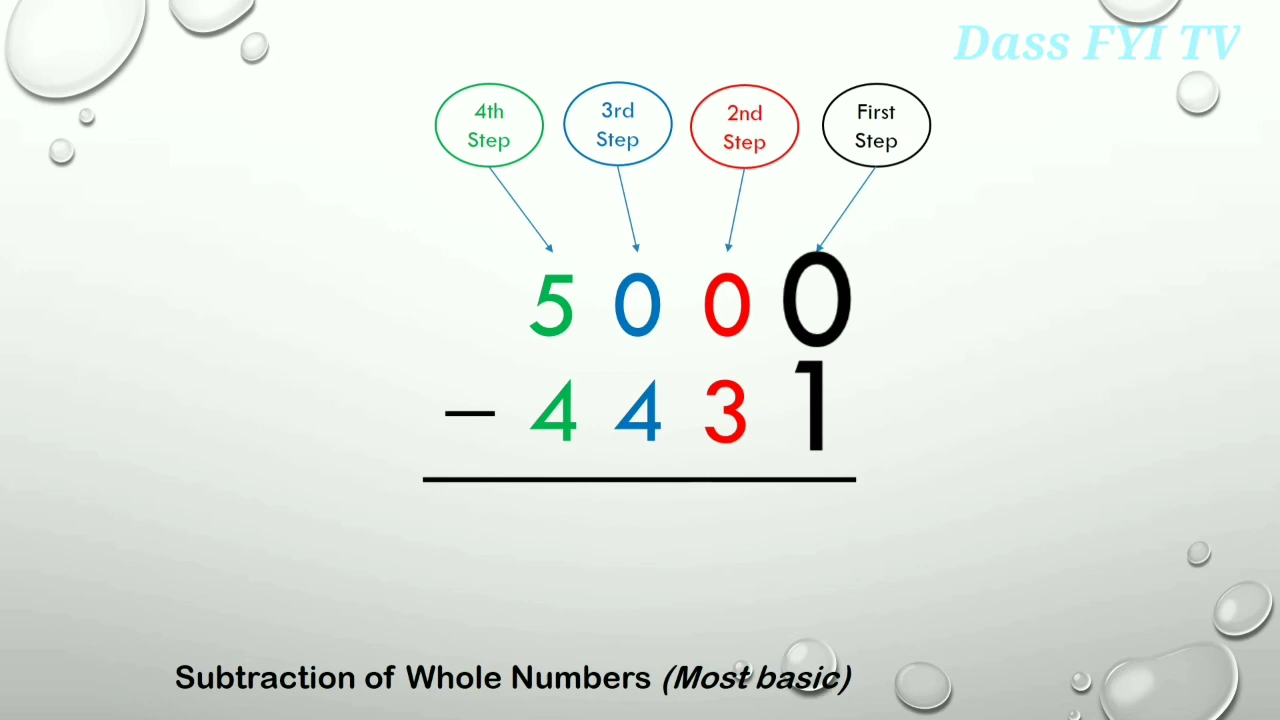 Dass FYI TV
4th Step
3rd Step
2nd Step
First Step
5 0 0 0
– 4 4 3 1
Subtraction of Whole Numbers (Most basic)